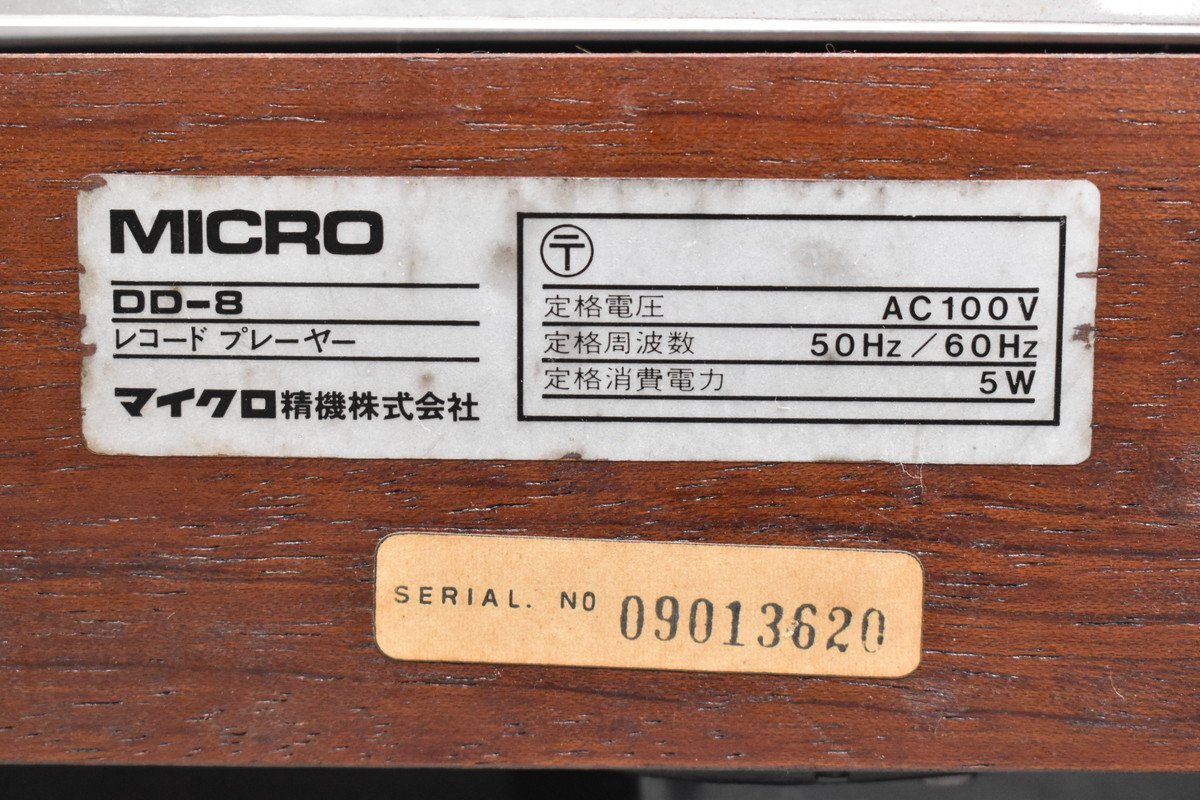 MICRO
DD-8
レコード プレーヤー
マイクロ精機株式会社
〒
定格電圧 AC100V
定格周波数 50Hz／60Hz
定格消費電力 5W
SERIAL. NO 09013620